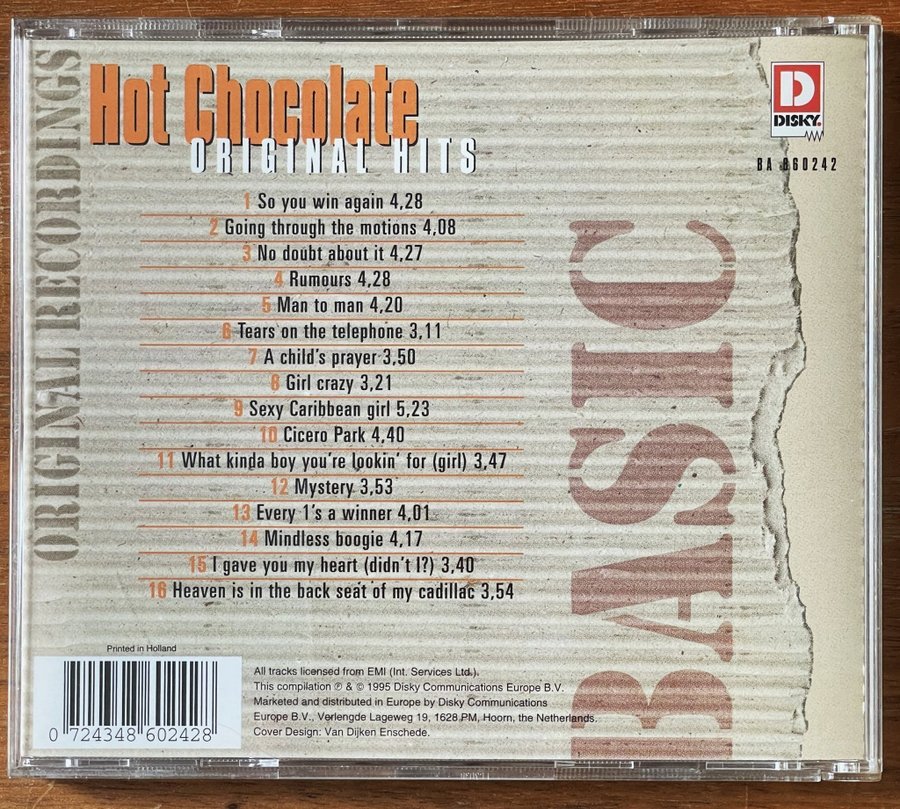 ORIGINAL RECORDINGS
Hot Chocolate
ORIGINAL HITS
D
DISKY.
BA 860242
1 So you win again 4,28
2 Going through the motions 4,08
3 No doubt about it 4,27
4 Rumours 4,28
5 Man to man 4,20
6 Tears on the telephone 3,11
7 A child's prayer 3,50
8 Girl crazy 3,21
9 Sexy Caribbean girl 5,23
10 Cicero Park 4,40
11 What kinda boy you're lookin' for (girl) 3,47
12 Mystery 3,53
13 Every 1's a winner 4,01
14 Mindless boogie 4,17
15 I gave you my heart (didn't I?) 3,40
16 Heaven is in the back seat of my cadillac 3,54
BASIC
Printed in Holland
0 724348 602428
All tracks licensed from EMI (Int. Services Ltd.).
This compilation ℗ & © 1995 Disky Communications Europe B.V.
Marketed and distributed in Europe by Disky Communications
Europe B.V., Verlengde Lageweg 19, 1628 PM, Hoorn, the Netherlands.
Cover Design: Van Dijken Enschede.